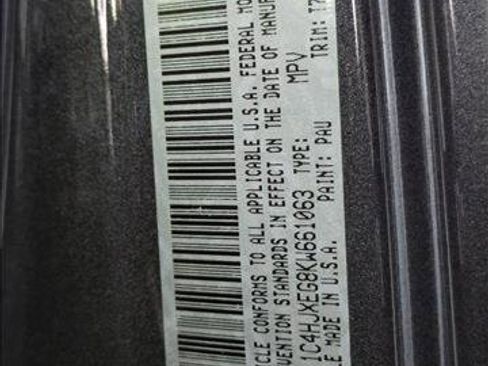 CLE CONFORMS TO ALL APPLICABLE U.S.A. FEDERAL MO
VENTION STANDARDS IN EFFECT ON THE DATE OF MANUF
1C4HJXEG8KW661063 TYPE: MPV
PAINT: PAU TRIM: T7
E MADE IN U.S.A.